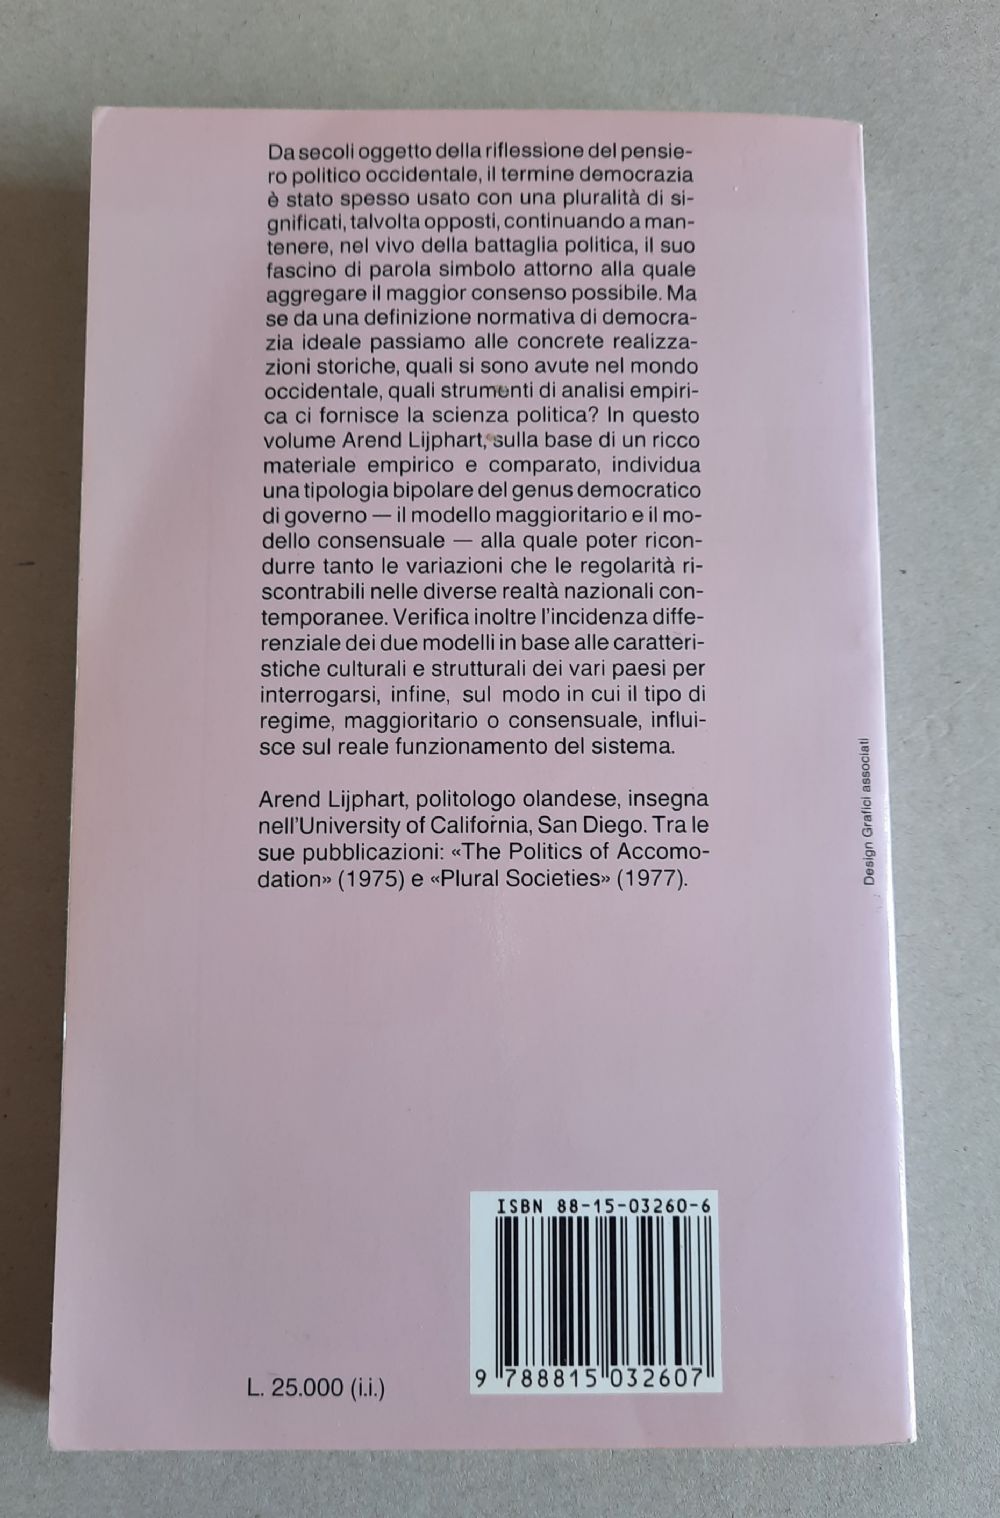 Da secoli oggetto della riflessione del pensie-
ro politico occidentale, il termine democrazia
è stato spesso usato con una pluralità di si-
gnificati, talvolta opposti, continuando a man-
tenere, nel vivo della battaglia politica, il suo
fascino di parola simbolo attorno alla quale
aggregare il maggior consenso possibile. Ma
se da una definizione normativa di democra-
zia ideale passiamo alle concrete realizza-
zioni storiche, quali si sono avute nel mondo
occidentale, quali strumenti di analisi empiri-
ca ci fornisce la scienza politica? In questo
volume Arend Lijphart, sulla base di un ricco
materiale empirico e comparato, individua
una tipologia bipolare del genus democratico
di governo — il modello maggioritario e il mo-
dello consensuale — alla quale poter ricon-
durre tanto le variazioni che le regolarità ri-
scontrabili nelle diverse realtà nazionali con-
temporanee. Verifica inoltre l'incidenza diffe-
renziale dei due modelli in base alle caratteri-
stiche culturali e strutturali dei vari paesi per
interrogarsi, infine, sul modo in cui il tipo di
regime, maggioritario o consensuale, influi-
sce sul reale funzionamento del sistema.
Arend Lijphart, politologo olandese, insegna
nell'University of California, San Diego. Tra le
sue pubblicazioni: «The Politics of Accomo-
dation» (1975) e «Plural Societies» (1977).
Design Grafici associati
ISBN 88-15-03260-6
9 788815 032607
L. 25.000 (i.i.)